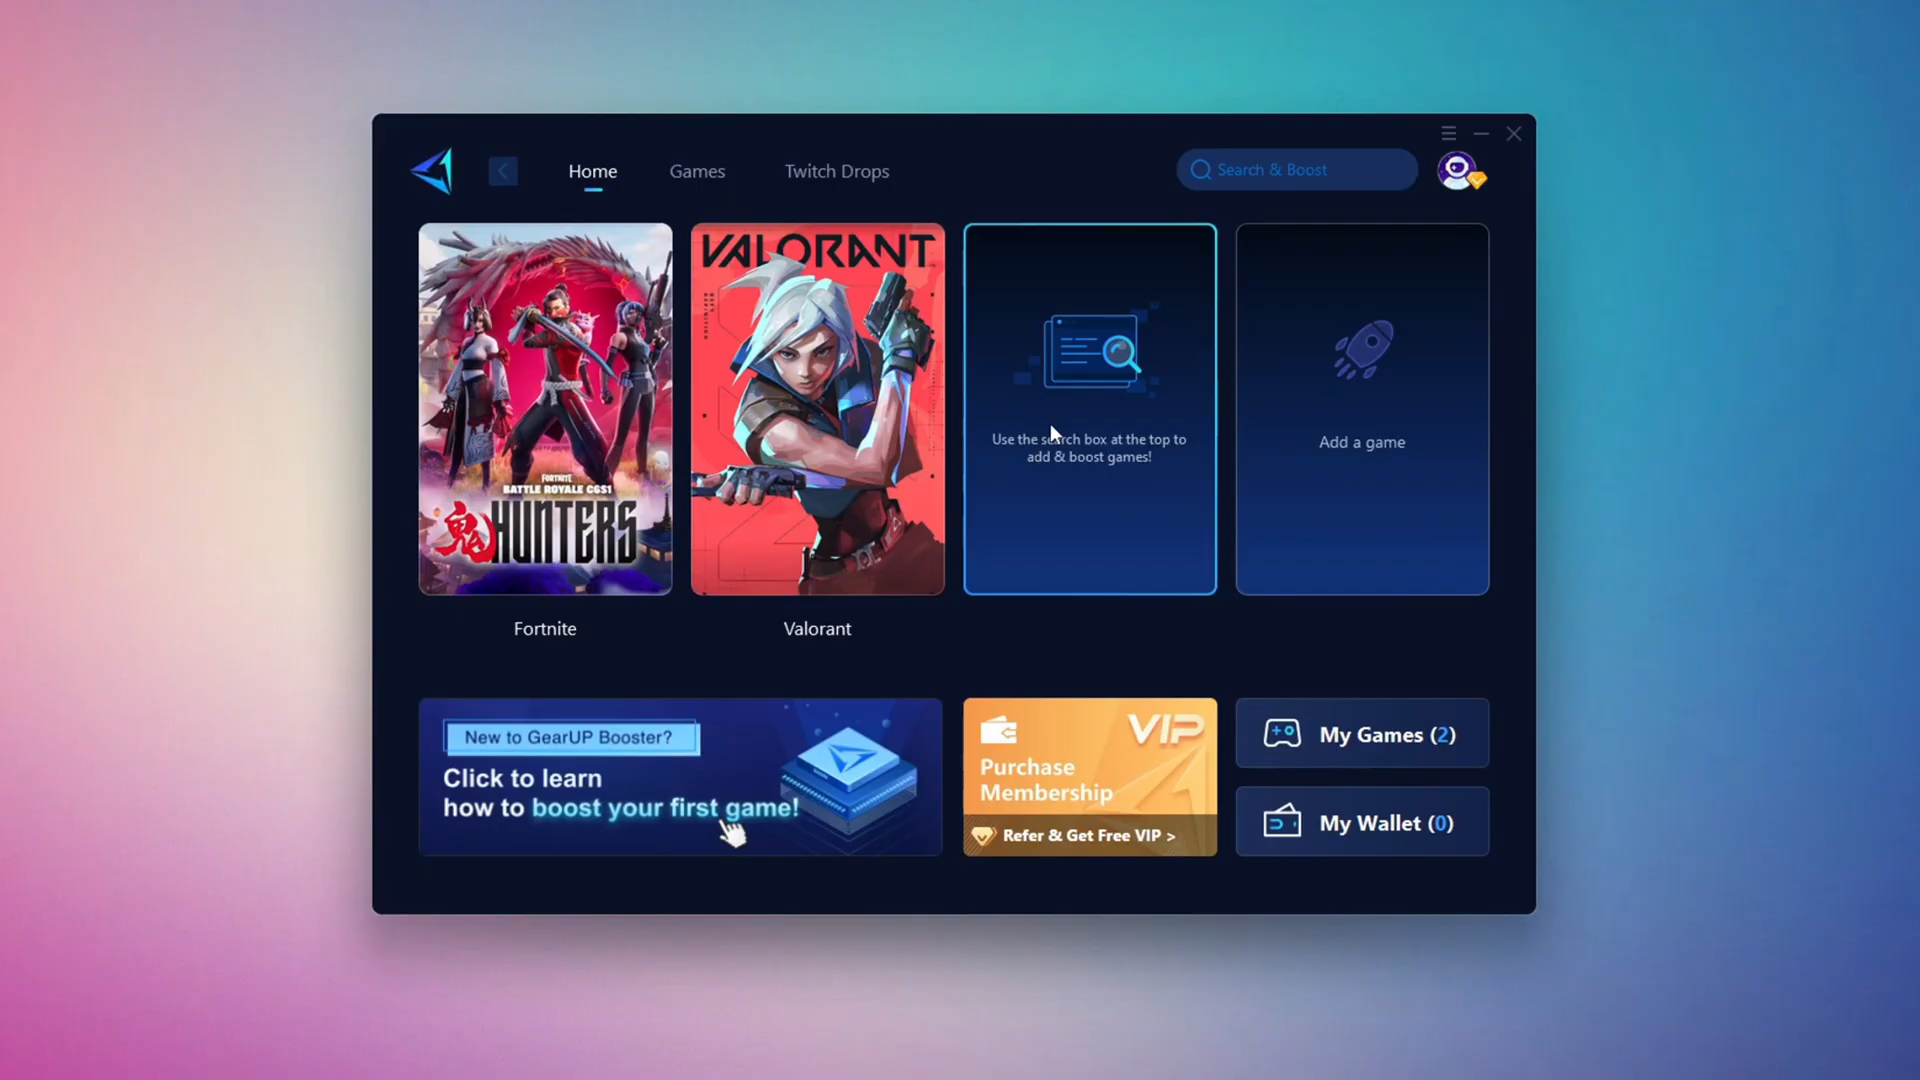 Home
Games
Twitch Drops
Search & Boost
FORTNITE
BATTLE ROYALE C6S1
鬼 HUNTERS
VALORANT
Use the search box at the top to
add & boost games!
Add a game
Fortnite
Valorant
New to GearUP Booster?
Click to learn
how to boost your first game!
VIP
Purchase
Membership
Refer & Get Free VIP >
My Games (2)
My Wallet (0)